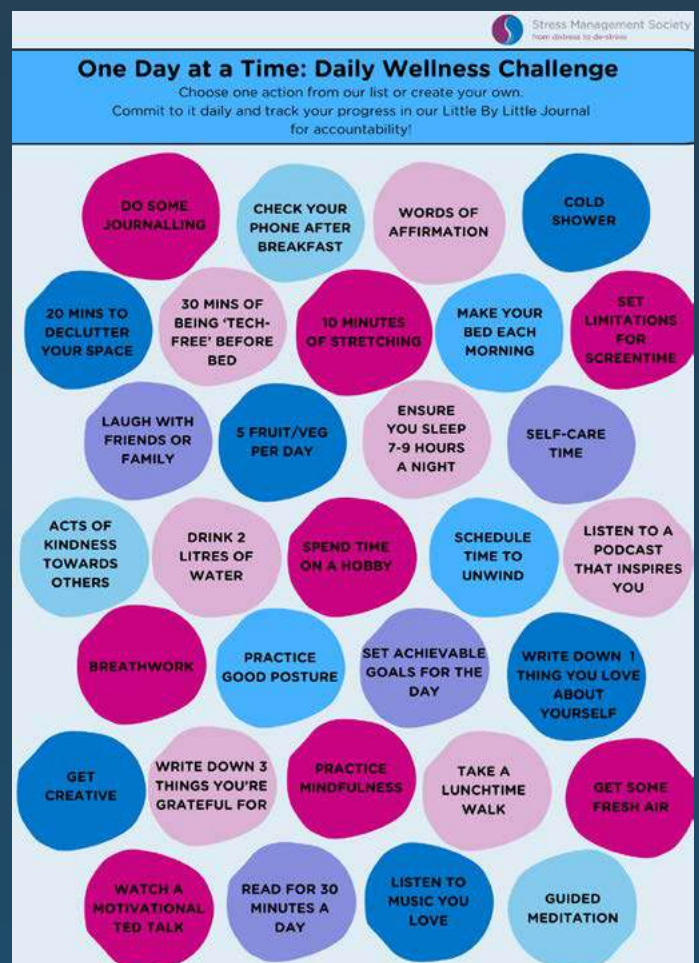 Stress Management Society
from distress to de-stress
One Day at a Time: Daily Wellness Challenge
Choose one action from our list or create your own.
Commit to it daily and track your progress in our Little By Little Journal
for accountability!
DO SOME
JOURNALLING
CHECK YOUR
PHONE AFTER
BREAKFAST
WORDS OF
AFFIRMATION
COLD
SHOWER
20 MINS TO
DECLUTTER
YOUR SPACE
30 MINS OF
BEING ‘TECH-
FREE’ BEFORE
BED
10 MINUTES
OF STRETCHING
MAKE YOUR
BED EACH
MORNING
SET
LIMITATIONS
FOR
SCREENTIME
LAUGH WITH
FRIENDS OR
FAMILY
5 FRUIT/VEG
PER DAY
ENSURE
YOU SLEEP
7-9 HOURS
A NIGHT
SELF-CARE
TIME
ACTS OF
KINDNESS
TOWARDS
OTHERS
DRINK 2
LITRES OF
WATER
SPEND TIME
ON A HOBBY
SCHEDULE
TIME TO
UNWIND
LISTEN TO A
PODCAST
THAT INSPIRES
YOU
BREATHWORK
PRACTICE
GOOD POSTURE
SET ACHIEVABLE
GOALS FOR THE
DAY
WRITE DOWN 1
THING YOU LOVE
ABOUT
YOURSELF
GET
CREATIVE
WRITE DOWN 3
THINGS YOU'RE
GRATEFUL FOR
PRACTICE
MINDFULNESS
TAKE A
LUNCHTIME
WALK
GET SOME
FRESH AIR
WATCH A
MOTIVATIONAL
TED TALK
READ FOR 30
MINUTES A
DAY
LISTEN TO
MUSIC YOU
LOVE
GUIDED
MEDITATION